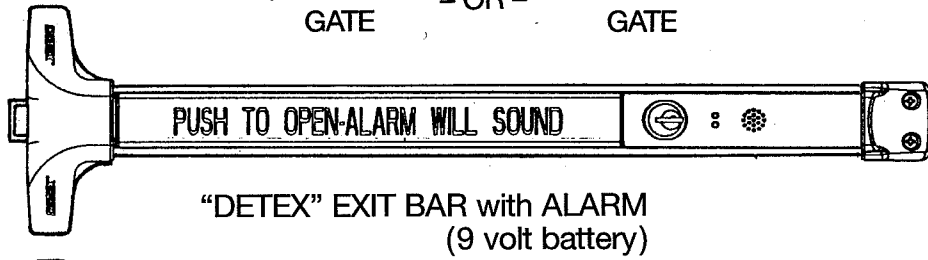 – OR –
GATE GATE
PUSH TO OPEN-ALARM WILL SOUND
“DETEX” EXIT BAR with ALARM
(9 volt battery)